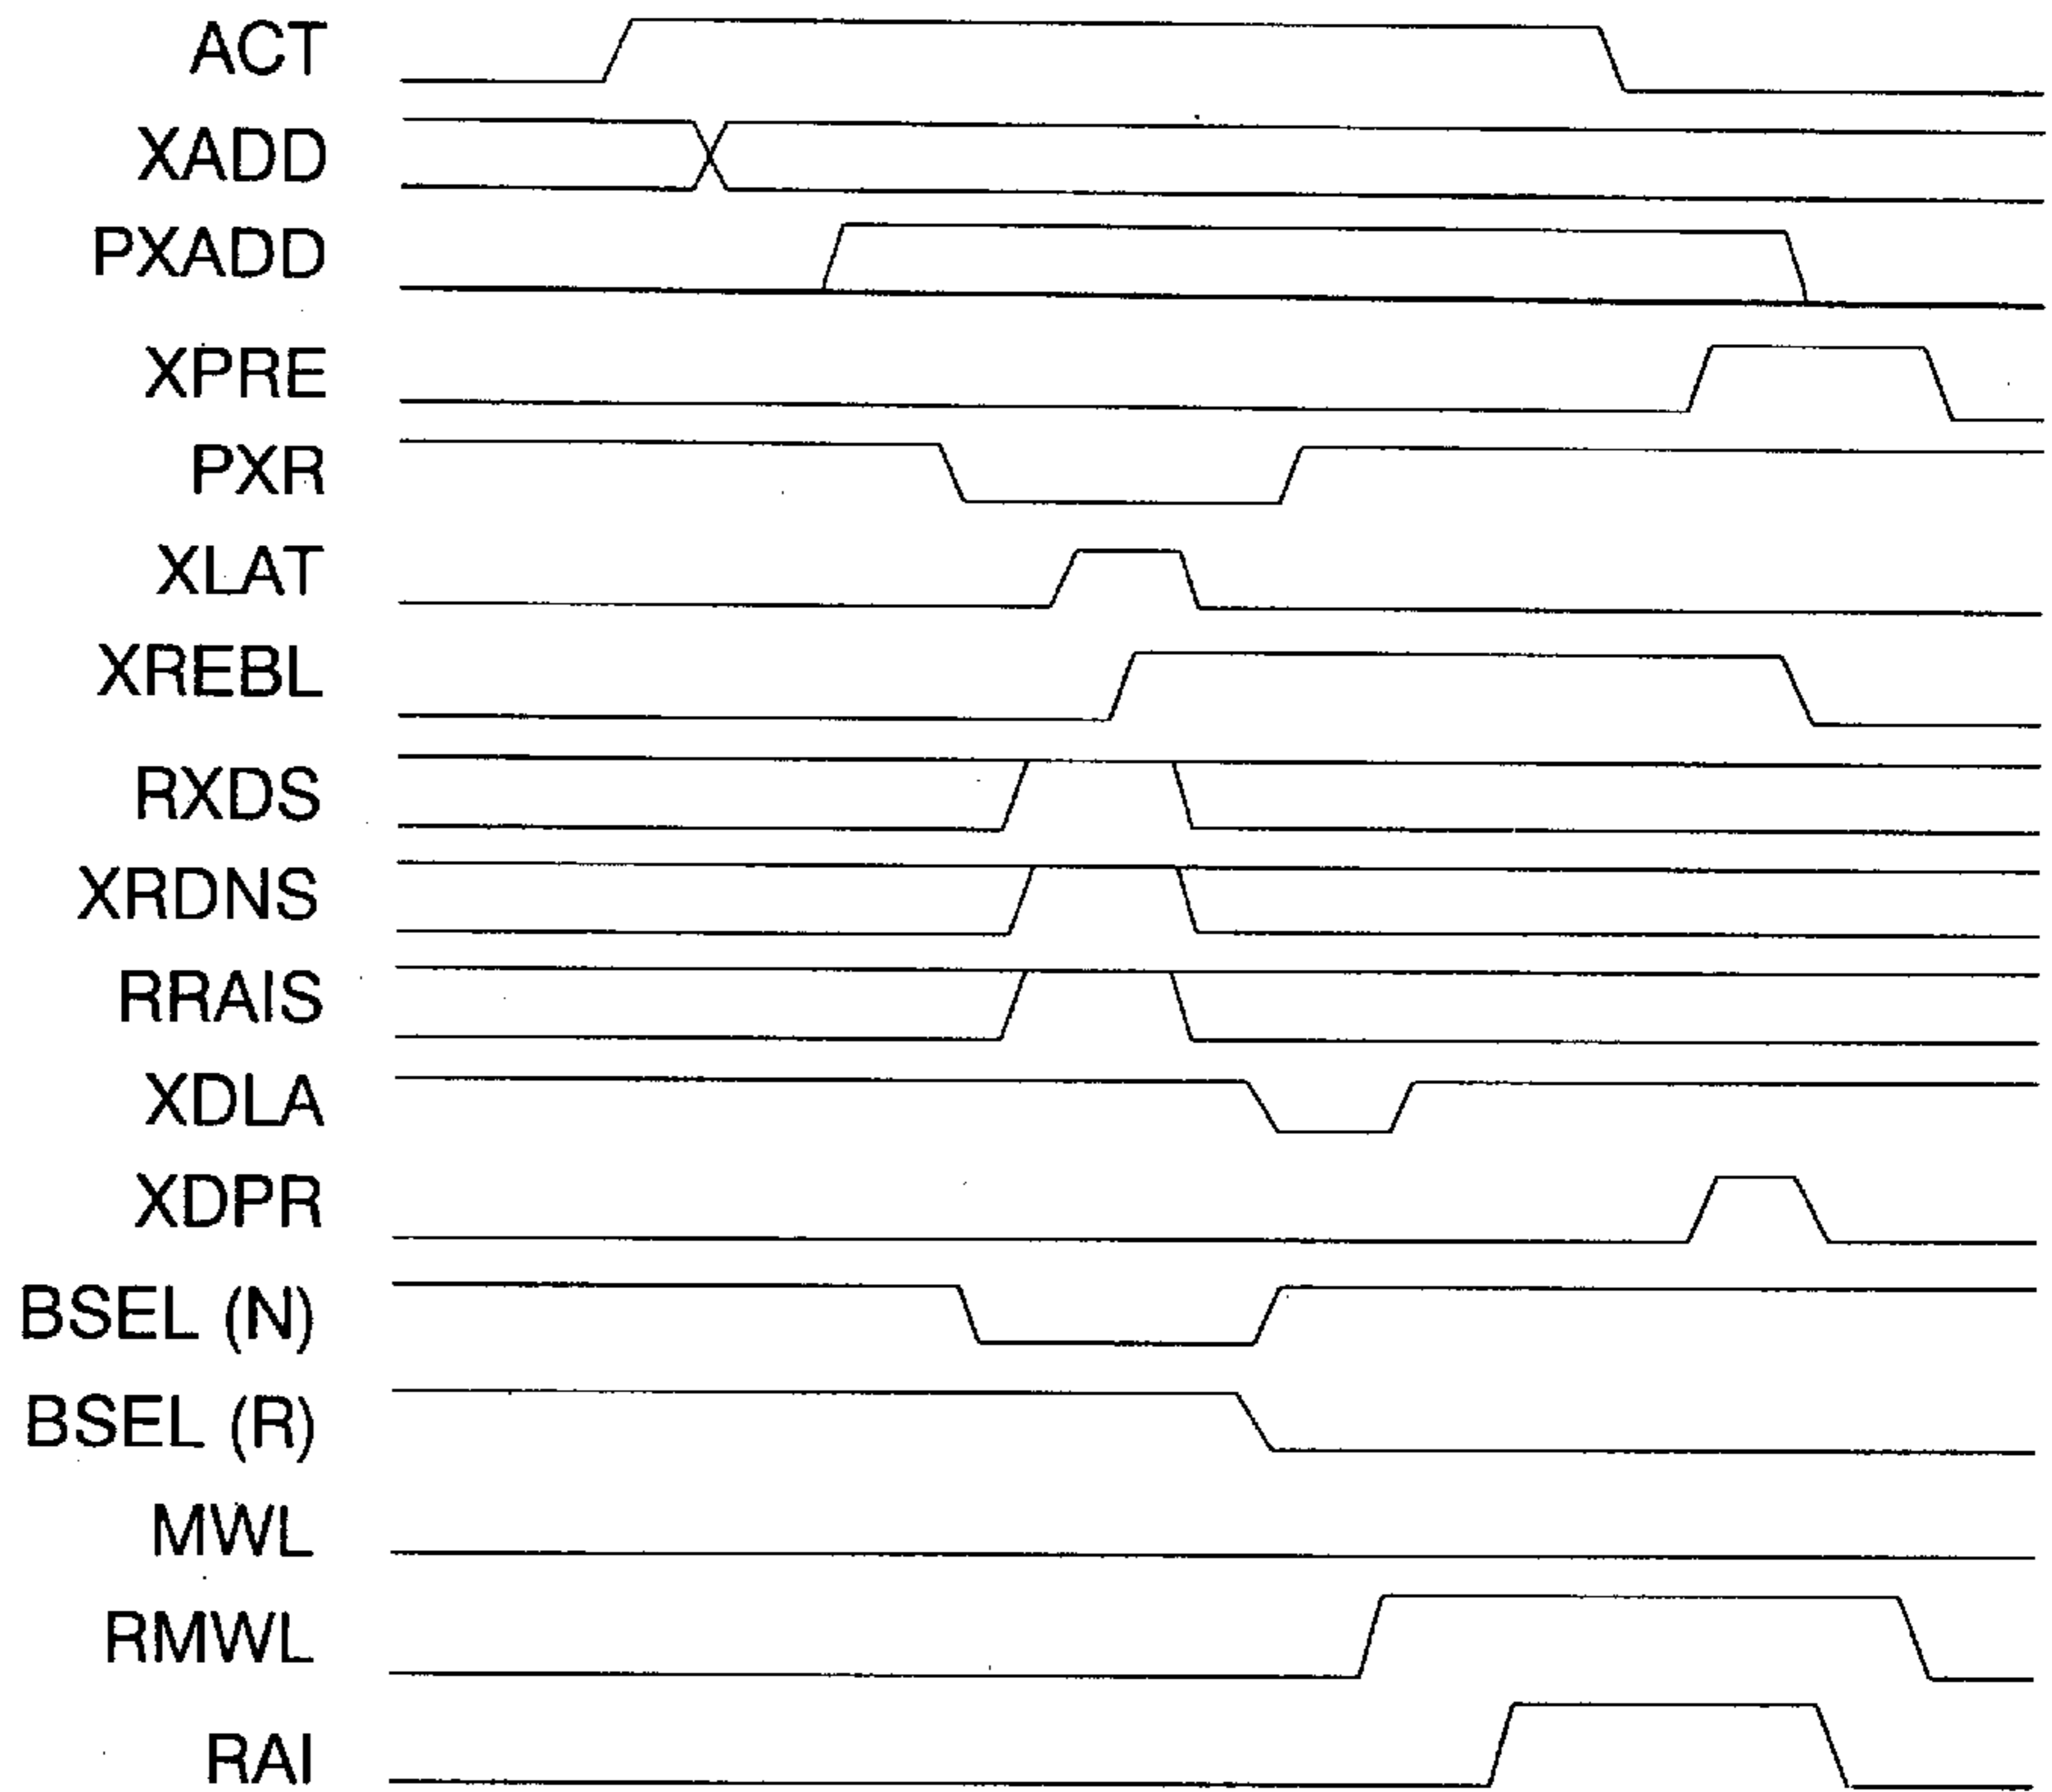 ACT
XADD
PXADD
XPRE
PXR
XLAT
XREBL
RXDS
XRDNS
RRAIS
XDLA
XDPR
BSEL (N)
BSEL (R)
MWL
RMWL
RAI